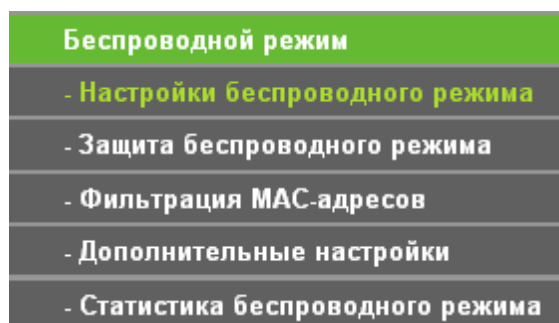 Беспроводной режим
- Настройки беспроводного режима
- Защита беспроводного режима
- Фильтрация MAC-адресов
- Дополнительные настройки
- Статистика беспроводного режима